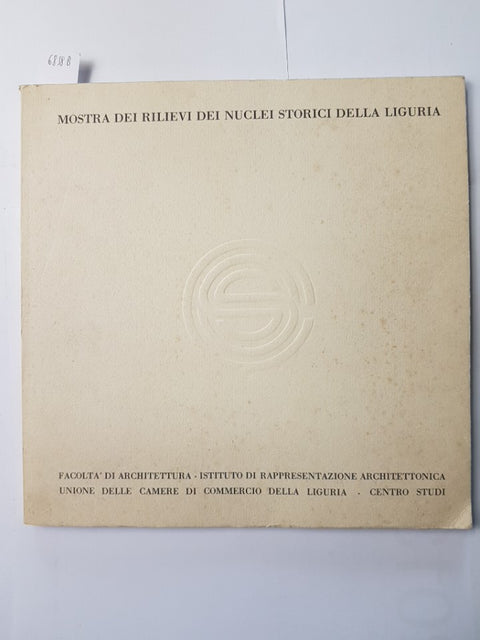 6818 B
MOSTRA DEI RILIEVI DEI NUCLEI STORICI DELLA LIGURIA
FACOLTA' DI ARCHITETTURA - ISTITUTO DI RAPPRESENTAZIONE ARCHITETTONICA
UNIONE DELLE CAMERE DI COMMERCIO DELLA LIGURIA - CENTRO STUDI